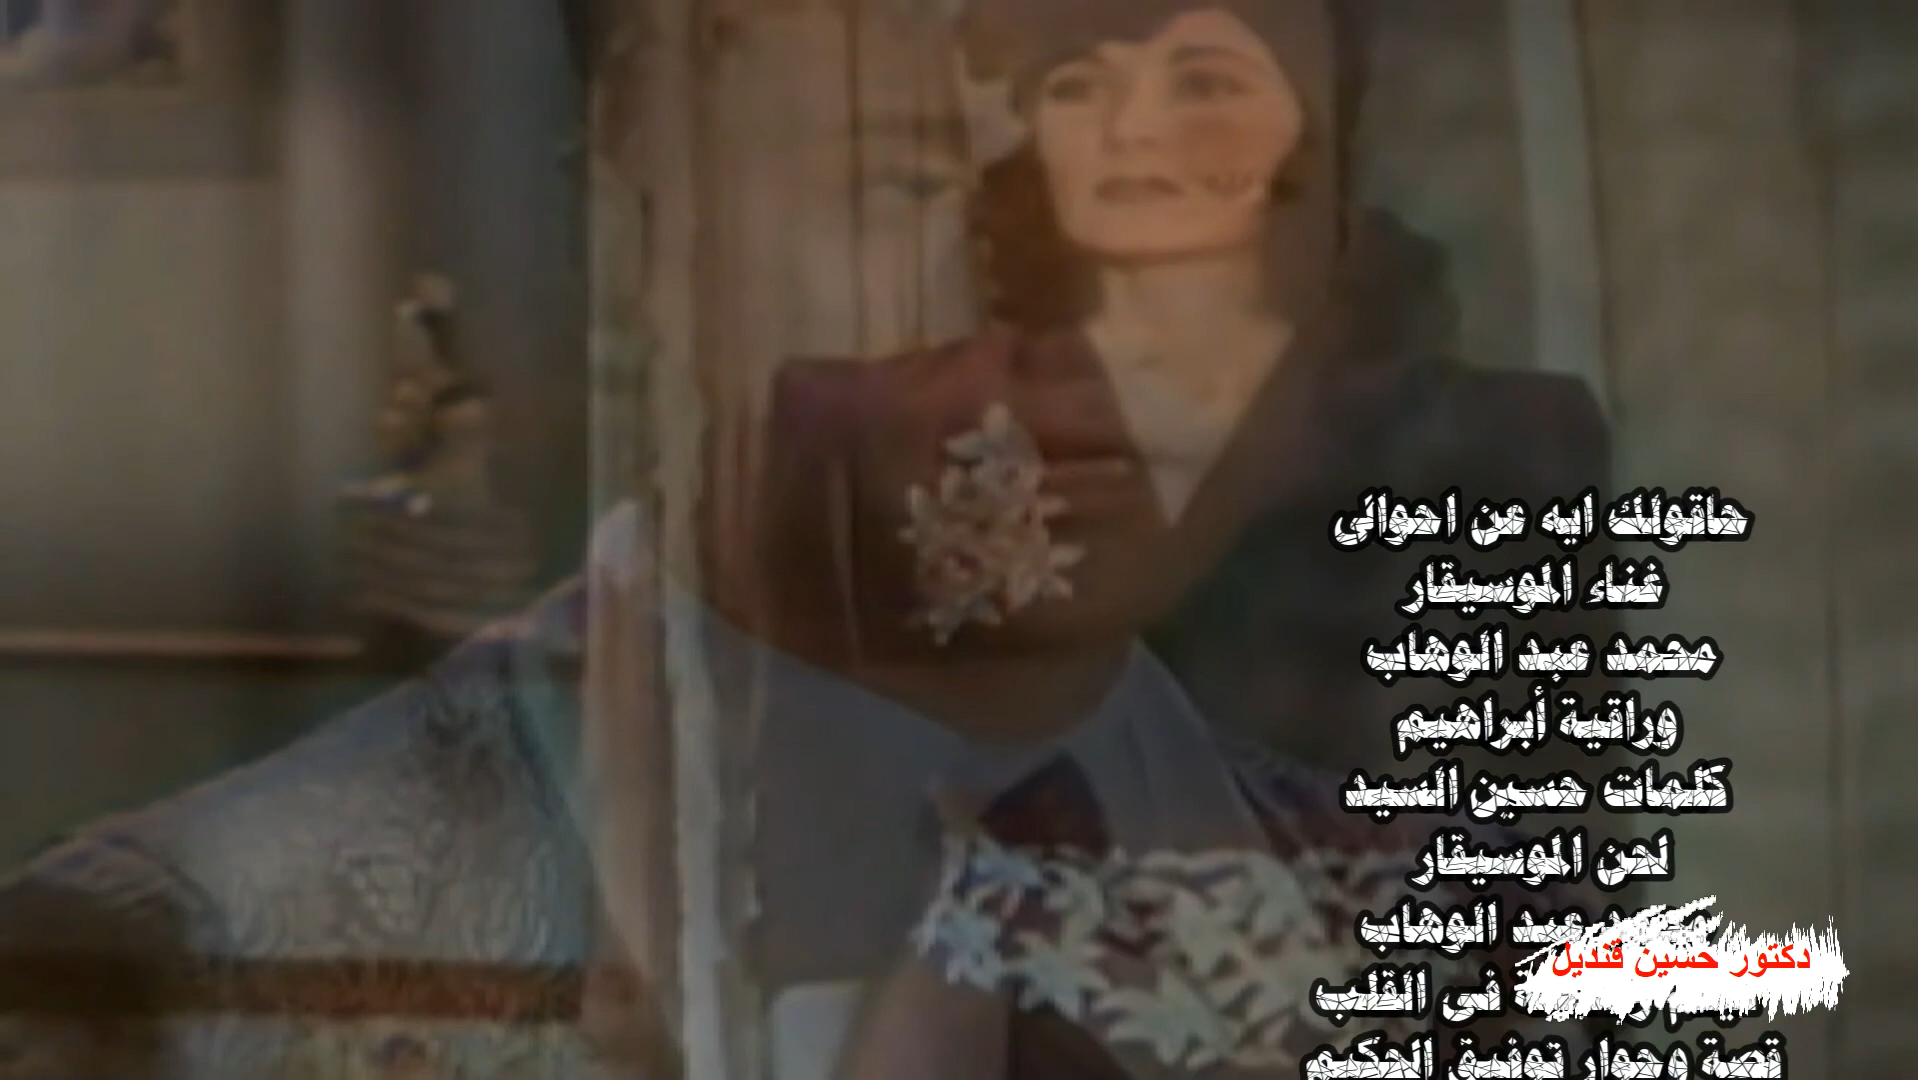 حاقولك ايه عن احوالى
غناء الموسيقار
محمد عبد الوهاب
وراقية أبراهيم
كلمات حسين السيد
لحن الموسيقار
عبد الوهاب
دكتور حسين قنديل
فى القلب
قصة وحوار توفيق الحكيم